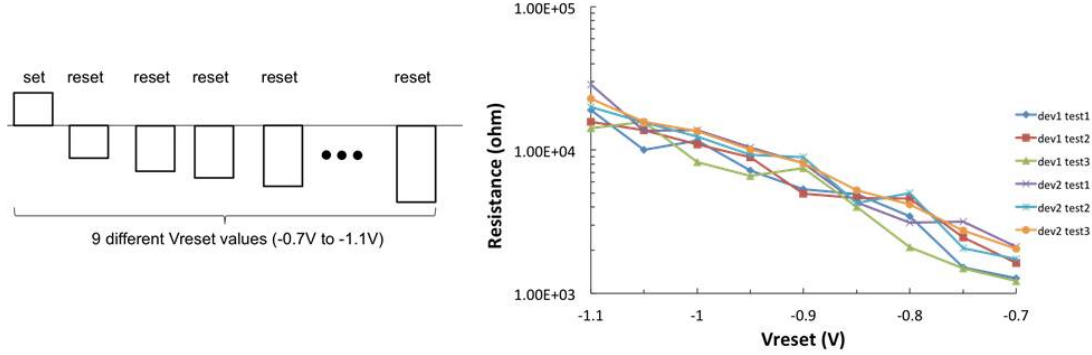 set reset reset reset reset reset
9 different Vreset values (-0.7V to -1.1V)
1.00E+05
1.00E+04
1.00E+03
Resistance (ohm)
-1.1 -1 -0.9 -0.8 -0.7
Vreset (V)
dev1 test1
dev1 test2
dev1 test3
dev2 test1
dev2 test2
dev2 test3